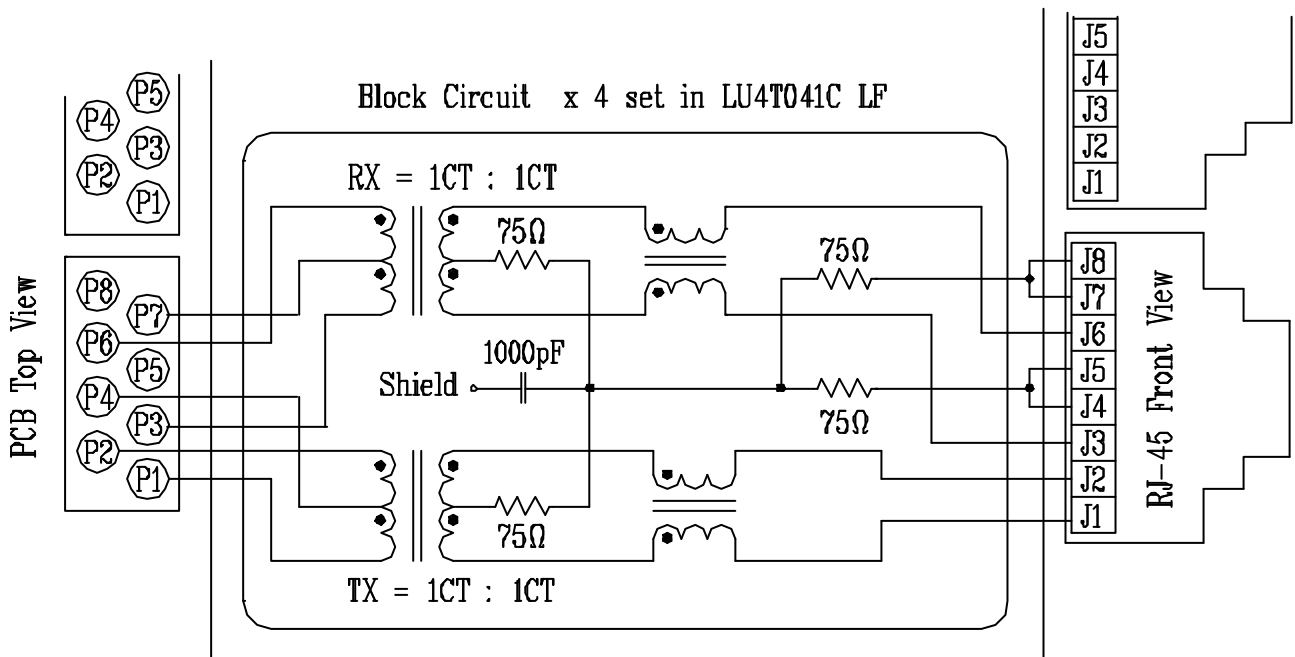 Block Circuit x 4 set in LU4T041C LF
P5
P4
P3
P2
P1
J5
J4
J3
J2
J1
RX = 1CT : 1CT
75Ω
75Ω
PCB Top View
P8
P7
P6
P5
P4
P3
P2
P1
1000pF
Shield
75Ω
75Ω
TX = 1CT : 1CT
J8
J7
J6
J5
J4
J3
J2
J1
RJ-45 Front View